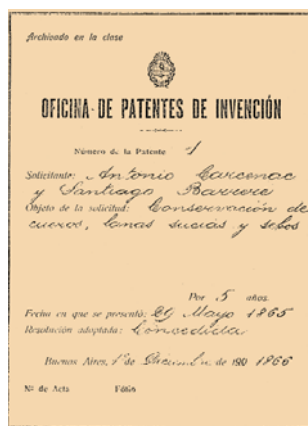 Archivado en la clase
OFICINA DE PATENTES DE INVENCIÓN
Número de la Patente 1
Solicitante: Antonio Carcenac
y Santiago Barrere
Objeto de la solicitud: Conservación de
cueros, lanas sucias y sebos
Por 5 años.
Fecha en que se presentó: 29 Mayo 1865
Resolución adoptada: Concedida
Buenos Aires, 1º de Diciembre de 190 1866
Nº de Acta Folio